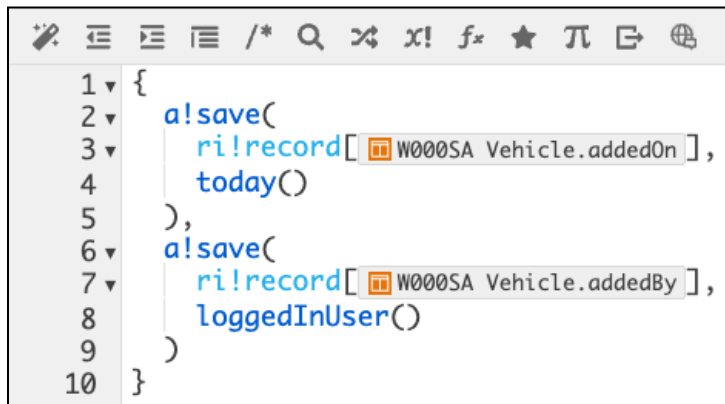 /* x! fx π
1 {
2 a!save(
3 ri!record[ W000SA Vehicle.addedOn ],
4 today()
5 ),
6 a!save(
7 ri!record[ W000SA Vehicle.addedBy ],
8 loggedInUser()
9 )
10 }